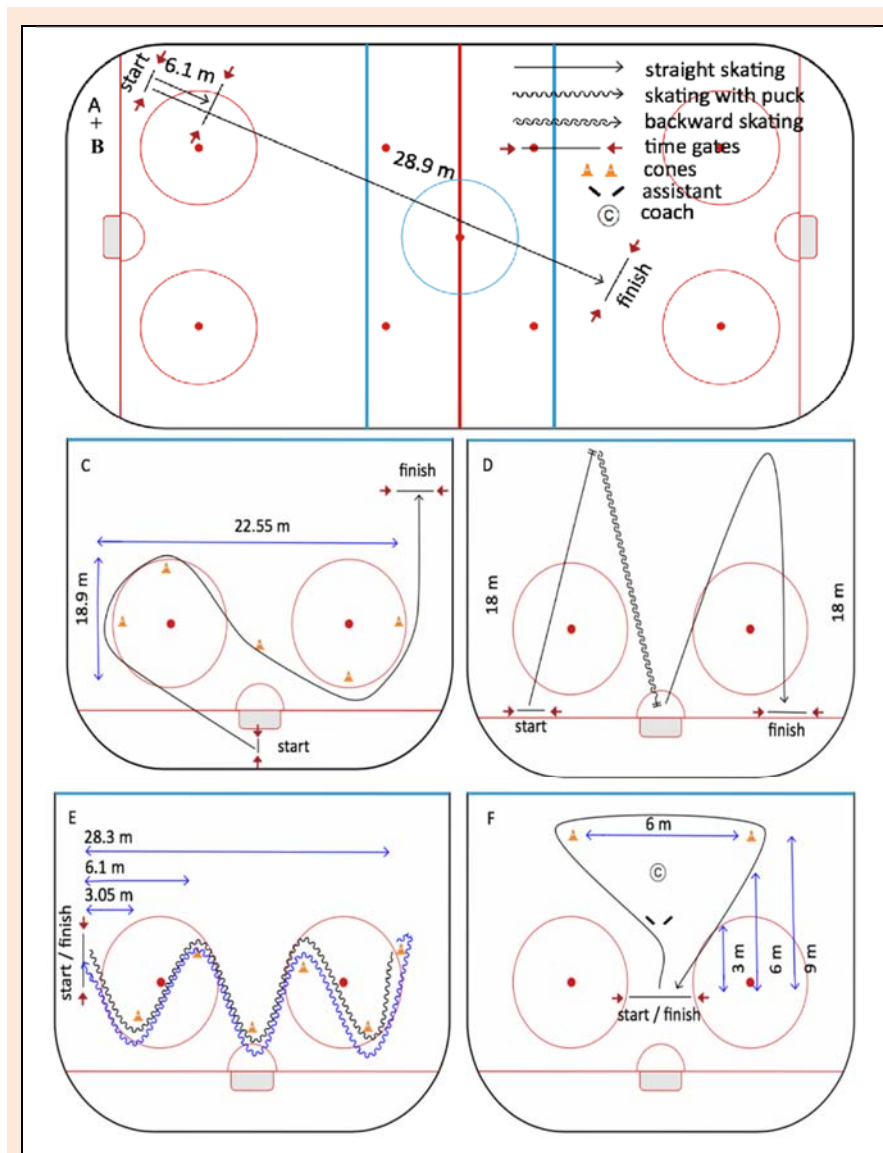 start
6.1 m
A
+
B
28.9 m
finish
straight skating
skating with puck
backward skating
time gates
cones
assistant
C coach
C
finish
22.55 m
18.9 m
start
D
18 m
18 m
start
finish
E
28.3 m
6.1 m
3.05 m
start / finish
F
6 m
C
3 m
6 m
9 m
start / finish